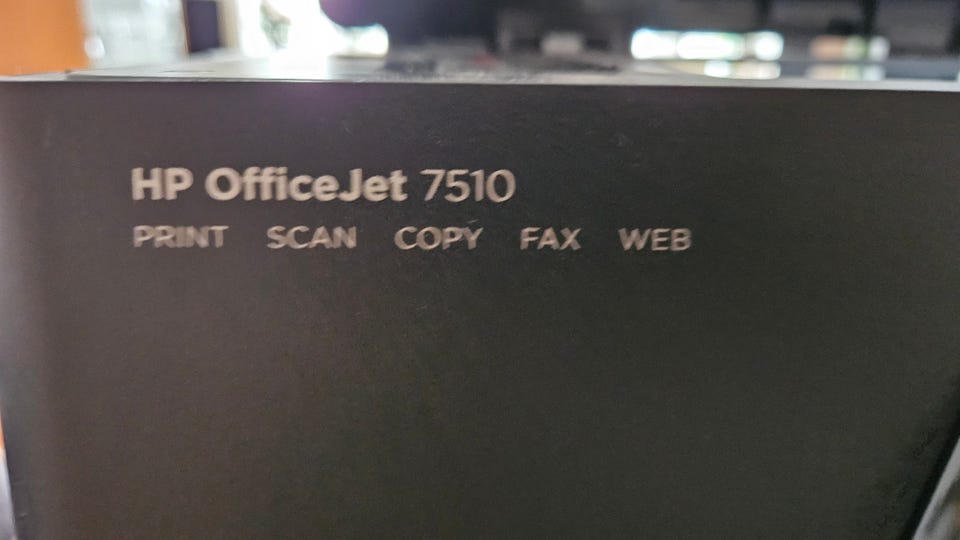 HP OfficeJet 7510
PRINT SCAN COPY FAX WEB